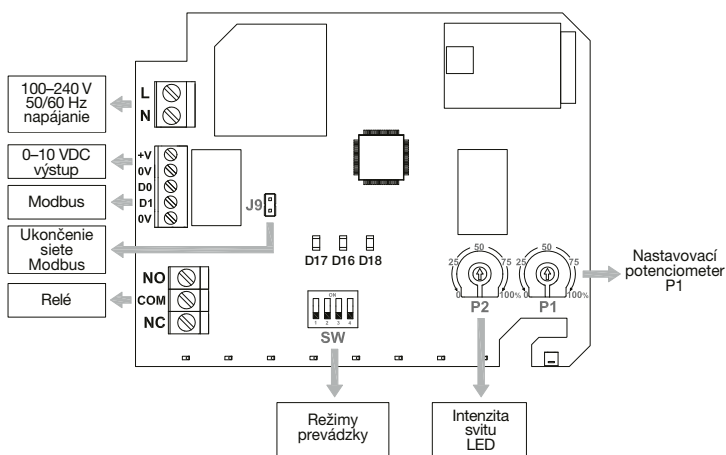 100–240 V
50/60 Hz
napájanie
L
N
0–10 VDC
výstup
+V
0V
D0
D1
0V
Modbus
J9
Ukončenie
siete
Modbus
D17 D16 D18
NO
COM
NC
Relé
ON
1 2 3 4
SW
0 25 50 75 100%
P2
0 25 50 75 100%
P1
Nastavovací
potenciometer
P1
Režimy
prevádzky
Intenzita
svitu
LED